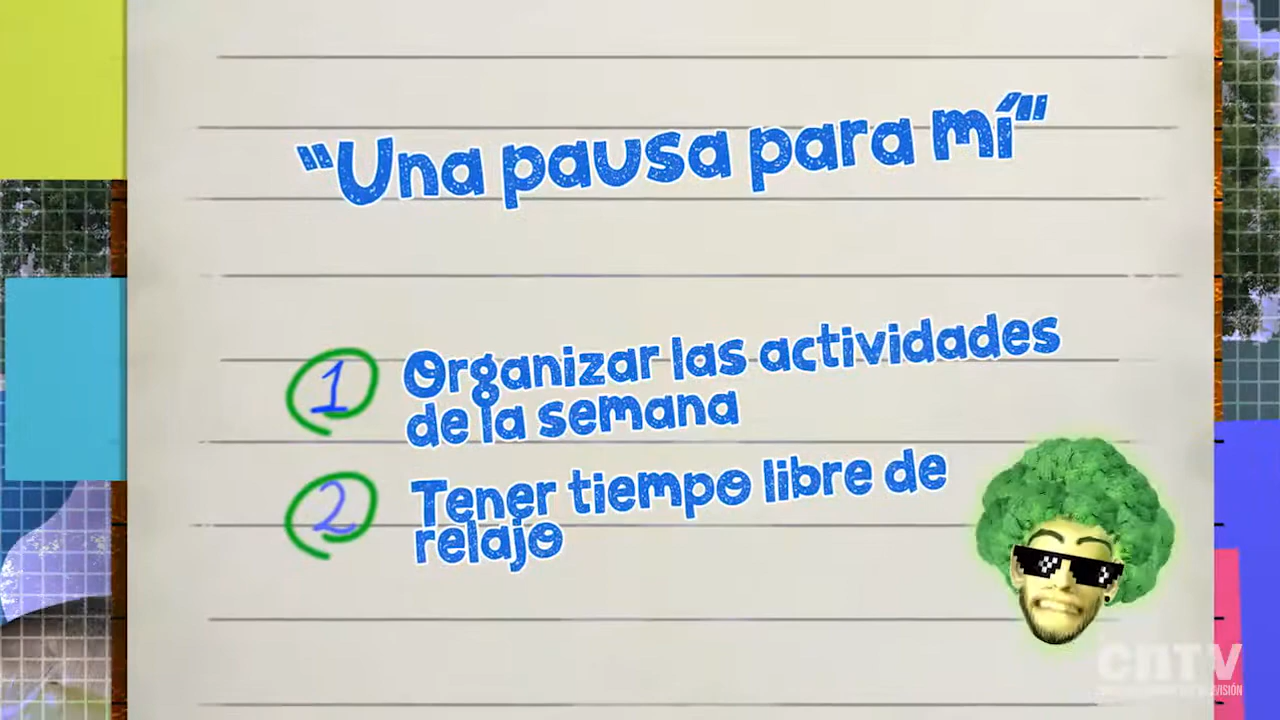 “Una pausa para mí“
1 Organizar las actividades
de la semana
2 Tener tiempo libre de
relajo
CNTV